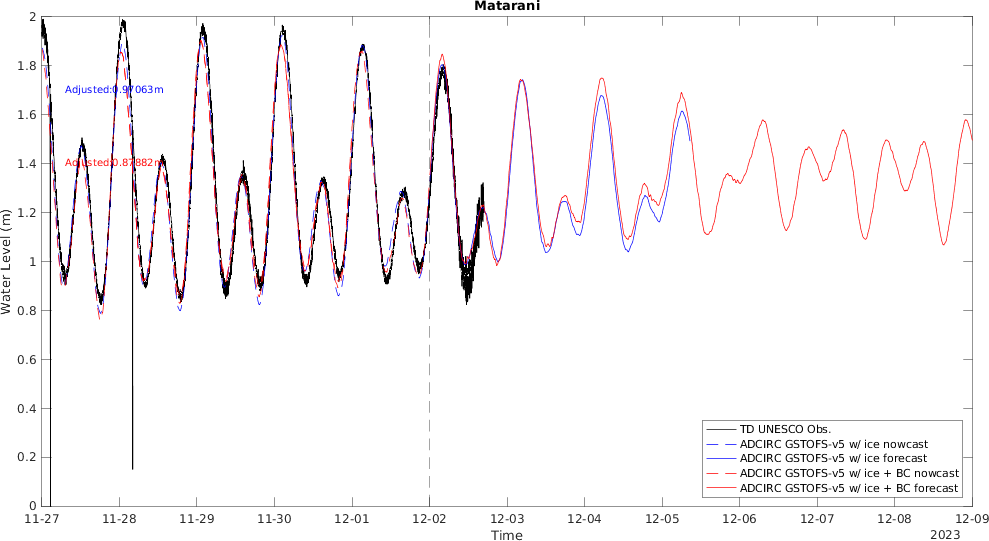 Matarani
2
1.8
1.6
1.4
1.2
1
0.8
0.6
0.4
0.2
0
Water Level (m)
Adjusted:0.97063m
Adjusted:0.87882m
TD UNESCO Obs.
ADCIRC GSTOFS-v5 w/ ice nowcast
ADCIRC GSTOFS-v5 w/ ice forecast
ADCIRC GSTOFS-v5 w/ ice + BC nowcast
ADCIRC GSTOFS-v5 w/ ice + BC forecast
11-27 11-28 11-29 11-30 12-01 12-02 12-03 12-04 12-05 12-06 12-07 12-08 12-09
Time
2023